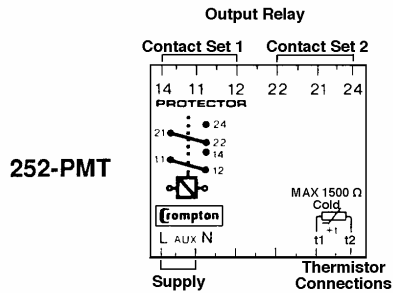 Output Relay
Contact Set 1 Contact Set 2
14 11 12 22 21 24
PROTECTOR
24
21
22
14
11
12
252-PMT
MAX 1500 Ω
Cold
Crompton
+t
L AUX N t1 t2
Supply
Thermistor
Connections